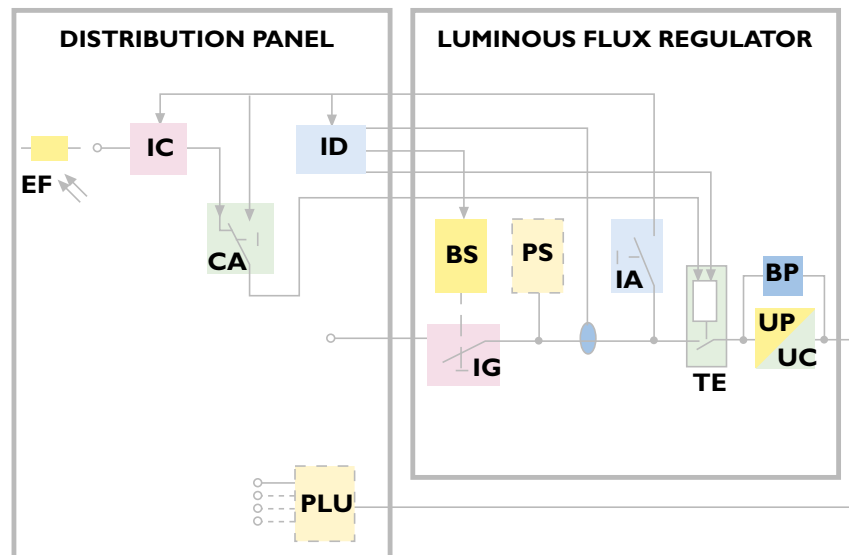 DISTRIBUTION PANEL
LUMINOUS FLUX REGULATOR
IC
ID
EF
CA
BS
PS
IA
BP
UP
UC
IG
TE
PLU